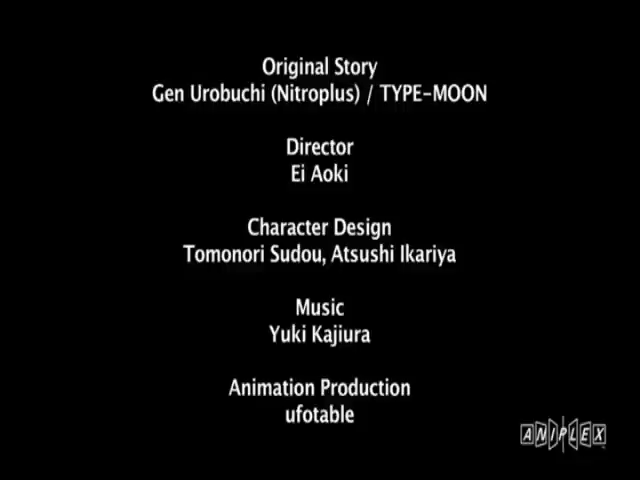 Original Story
Gen Urobuchi (Nitroplus) / TYPE-MOON
Director
Ei Aoki
Character Design
Tomonori Sudou, Atsushi Ikariya
Music
Yuki Kajiura
Animation Production
ufotable
ANIPLEX